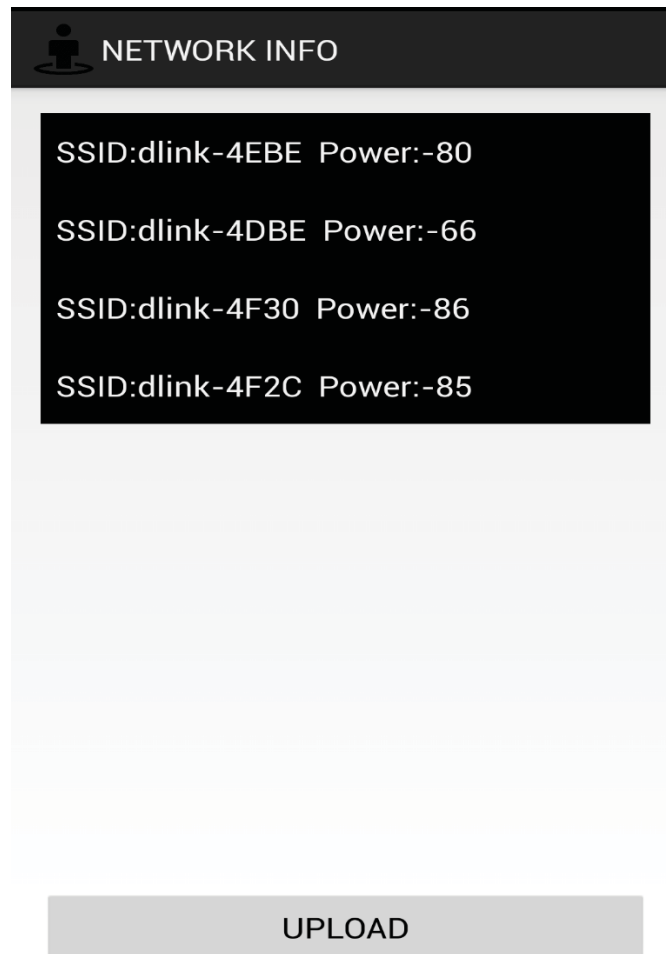 NETWORK INFO
SSID:dlink-4EBE Power:-80
SSID:dlink-4DBE Power:-66
SSID:dlink-4F30 Power:-86
SSID:dlink-4F2C Power:-85
UPLOAD